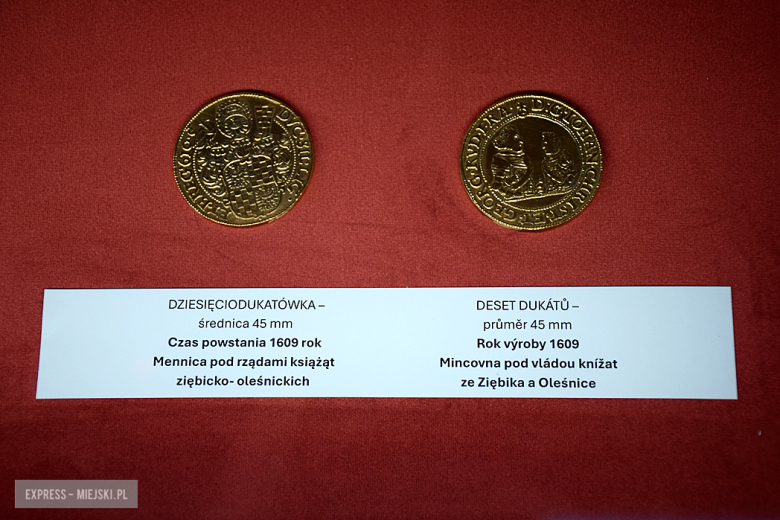 DZIESIĘCIODUKATÓWKA –
średnica 45 mm
Czas powstania 1609 rok
Mennica pod rządami książąt
ziębicko- oleśnickich
DESET DUKÁTŮ –
průměr 45 mm
Rok výroby 1609
Mincovna pod vládou knížat
ze Ziębika a Oleśnice
EXPRESS – MIEJSKI.PL